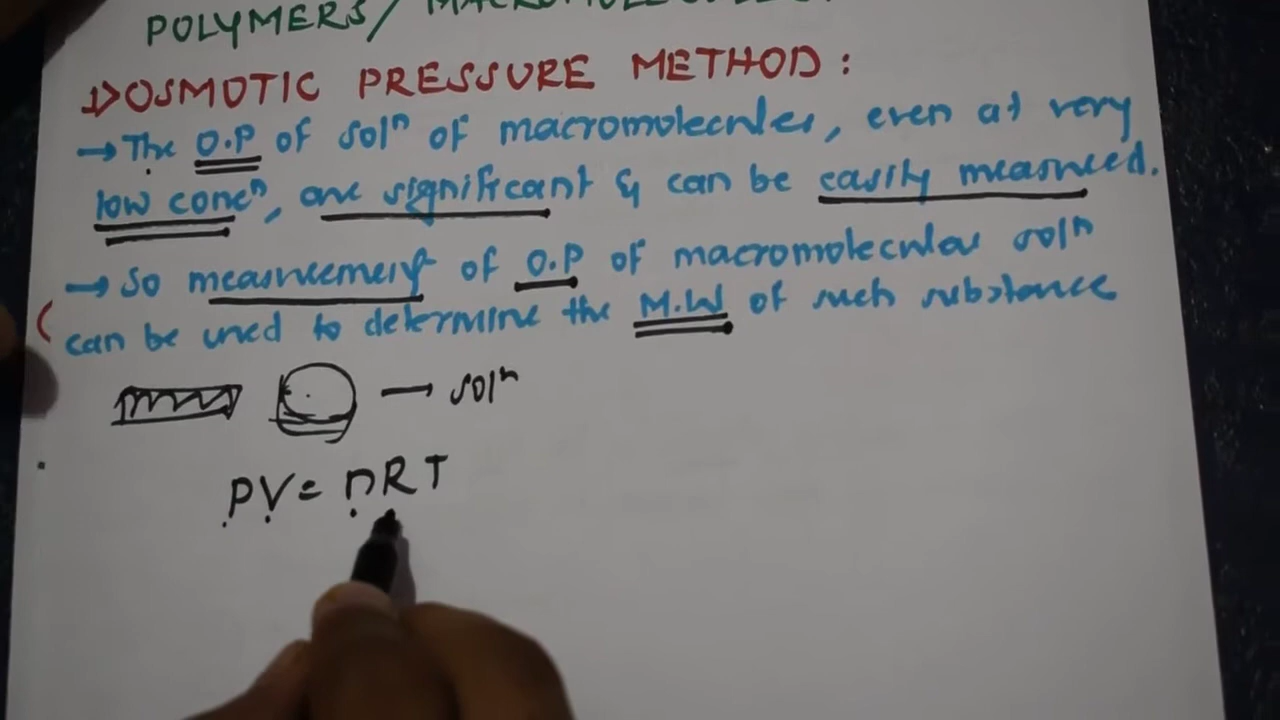 POLYMERS/ MACROMOLECULES
1) OSMOTIC PRESSURE METHOD :
→ The O.P of solⁿ of macromolecules, even at very
low concⁿ, are significant & can be easily measured.
→ So measurement of O.P of macromolecular solⁿ
can be used to determine the M.W of such substance
→ solⁿ
PV = nRT